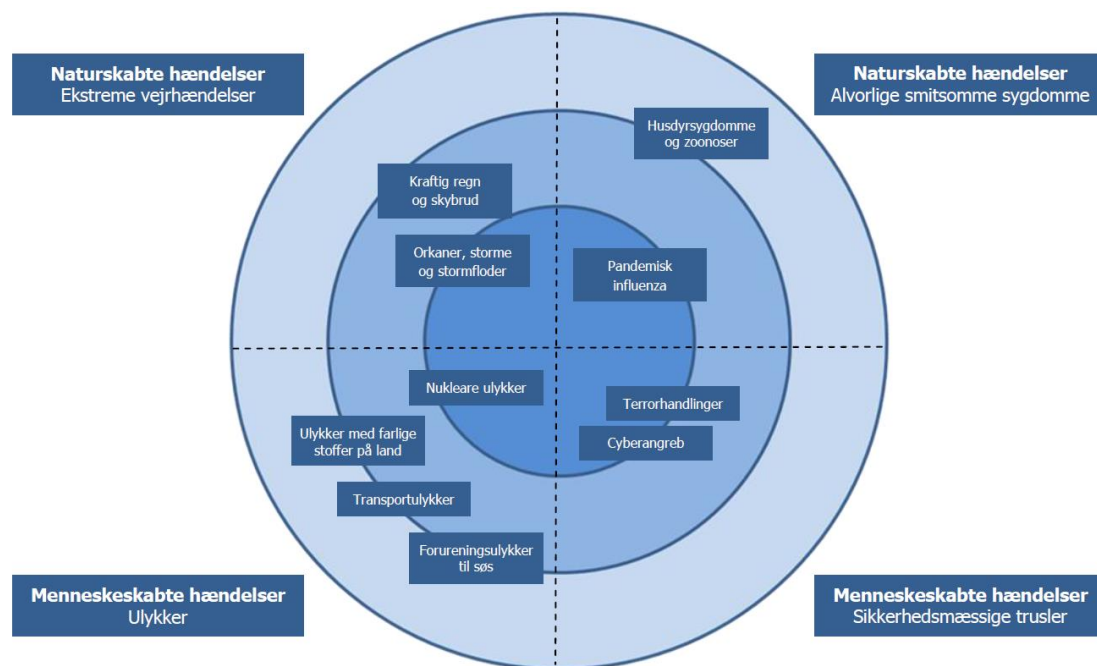 Naturskabte hændelser
Ekstreme vejrhændelser
Naturskabte hændelser
Alvorlige smitsomme sygdomme
Husdyrsygdomme
og zoonoser
Kraftig regn
og skybrud
Orkaner, storme
og stormfloder
Pandemisk
influenza
Nukleare ulykker
Terrorhandlinger
Ulykker med farlige
stoffer på land
Cyberangreb
Transportulykker
Forureningsulykker
til søs
Menneskeskabte hændelser
Ulykker
Menneskeskabte hændelser
Sikkerhedsmæssige trusler